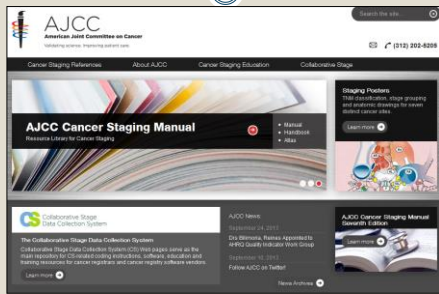 AJCC
American Joint Committee on Cancer
Validating science. Improving patient care.
Search the site...
(312) 202-5205
Cancer Staging References
About AJCC
Cancer Staging Education
Collaborative Stage
AJCC Cancer Staging Manual
Resource Library for Cancer Staging
Manual
Handbook
Atlas
Staging Posters
TNM classification, stage grouping
and anatomic drawings for seven
distinct cancer sites.
Learn more
CS Collaborative Stage
Data Collection System
The Collaborative Stage Data Collection System
Collaborative Stage Data Collection System (CS) Web pages serve as the
main repository for CS-related coding instructions, software, education and
training resources for cancer registrars and cancer registry software vendors.
Learn more
AJCC News
September 24, 2013
Drs Bilimoria, Reines Appointed to
AHRQ Quality Indicator Work Group
Follow AJCC on Twitter!
News Archives
AJCC Cancer Staging Manual
Seventh Edition
Learn more